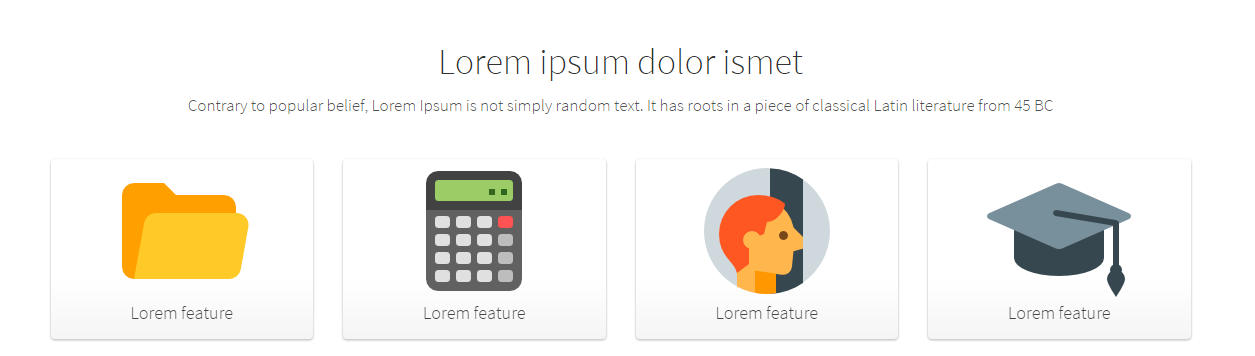 Lorem ipsum dolor ismet
Contrary to popular belief, Lorem Ipsum is not simply random text. It has roots in a piece of classical Latin literature from 45 BC
Lorem feature
Lorem feature
Lorem feature
Lorem feature